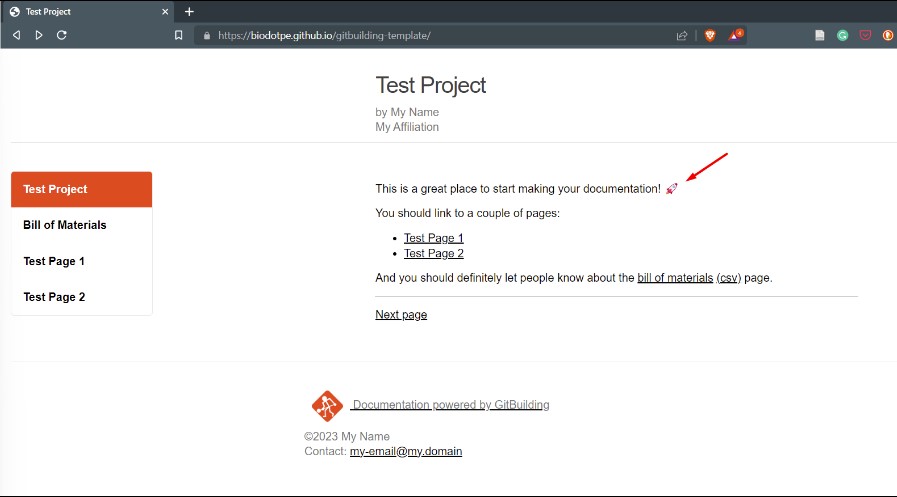 Test Project
https://biodotpe.github.io/gitbuilding-template/
4
Test Project
by My Name
My Affiliation
Test Project
Bill of Materials
Test Page 1
Test Page 2
This is a great place to start making your documentation! 🚀
You should link to a couple of pages:
• Test Page 1
• Test Page 2
And you should definitely let people know about the bill of materials (csv) page.
Next page
Documentation powered by GitBuilding
©2023 My Name
Contact: my-email@my.domain